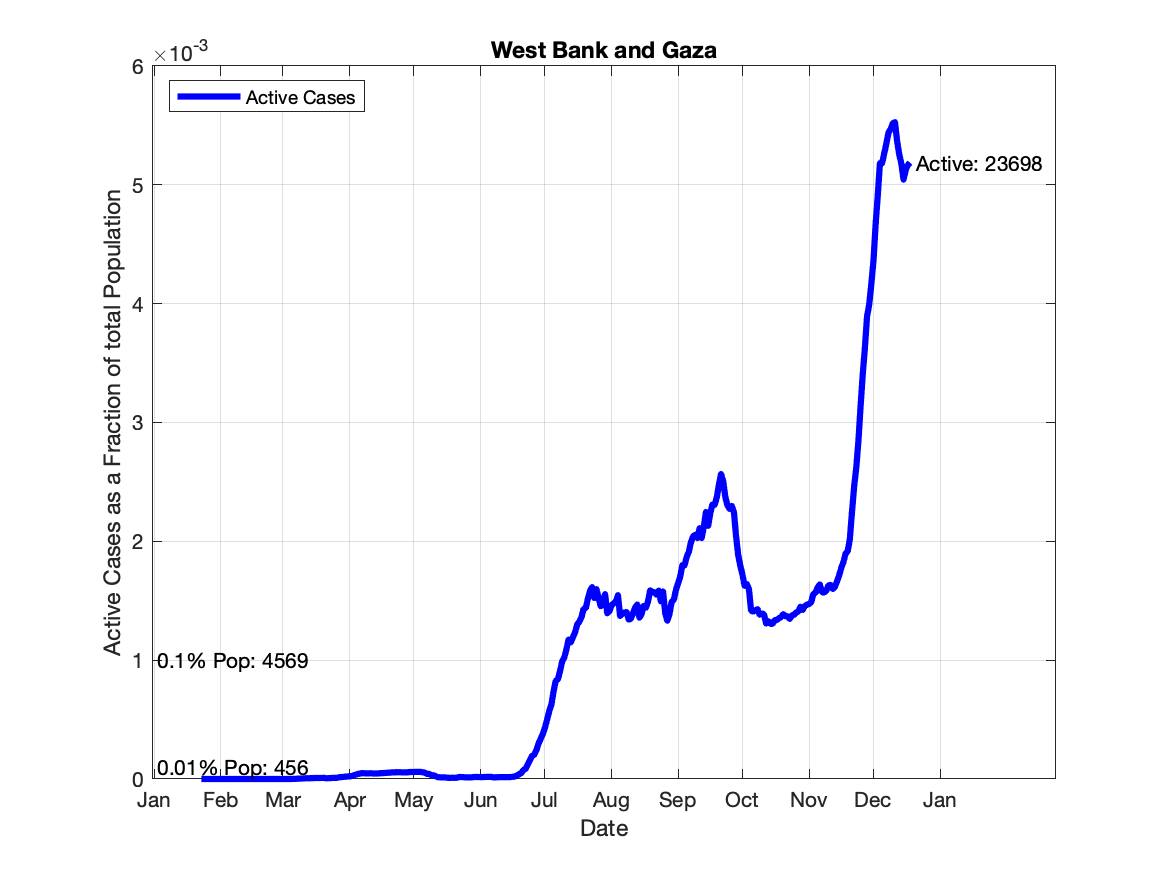 West Bank and Gaza
×10-3
6
Active Cases
5
Active: 23698
4
3
2
1
0.1% Pop: 4569
0.01% Pop: 456
0
Active Cases as a Fraction of total Population
Jan Feb Mar Apr May Jun Jul Aug Sep Oct Nov Dec Jan
Date